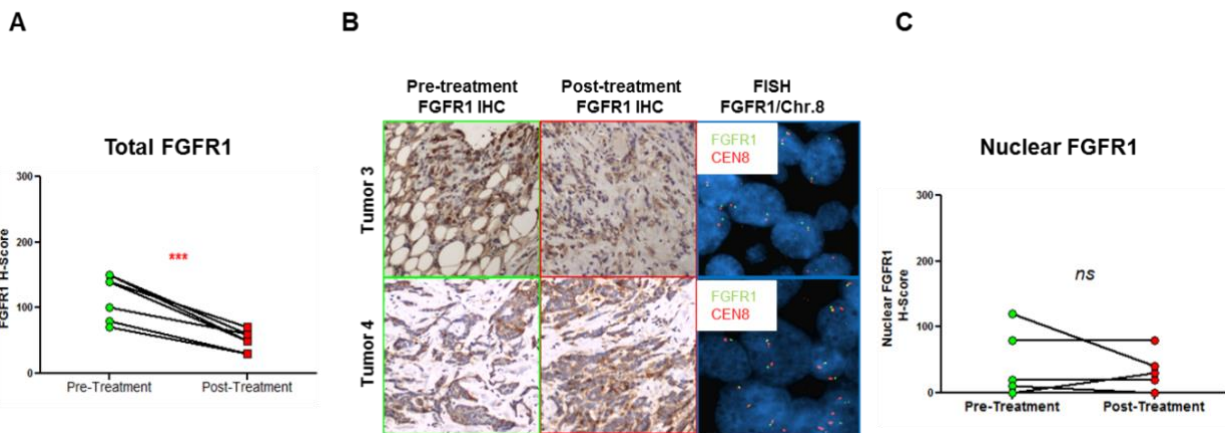 A
B
C
Total FGFR1
300
200
100
0
FGFR1 H-Score
***
Pre-Treatment
Post-Treatment
Pre-treatment
FGFR1 IHC
Post-treatment
FGFR1 IHC
FISH
FGFR1/Chr.8
Tumor 3
FGFR1
CEN8
Tumor 4
FGFR1
CEN8
Nuclear FGFR1
300
200
100
0
Nuclear FGFR1
H-Score
ns
Pre-Treatment
Post-Treatment